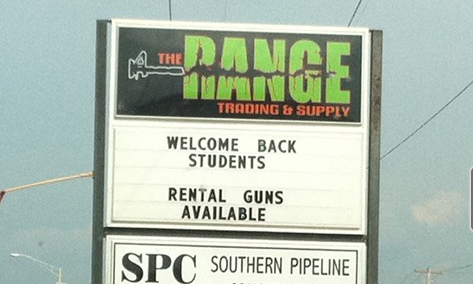 THE RANGE
TRADING & SUPPLY
WELCOME BACK
STUDENTS
RENTAL GUNS
AVAILABLE
SPC SOUTHERN PIPELINE